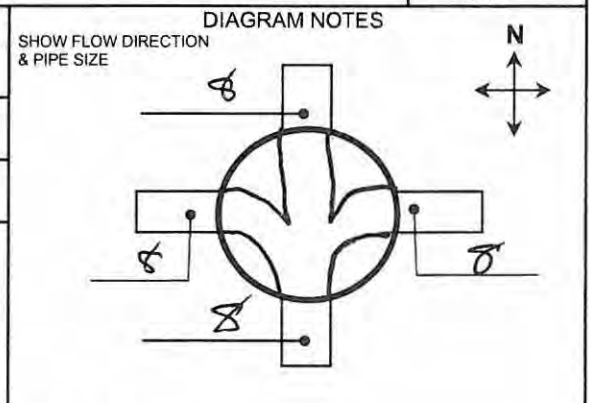 DIAGRAM NOTES
SHOW FLOW DIRECTION
& PIPE SIZE
N
8
8
8
8